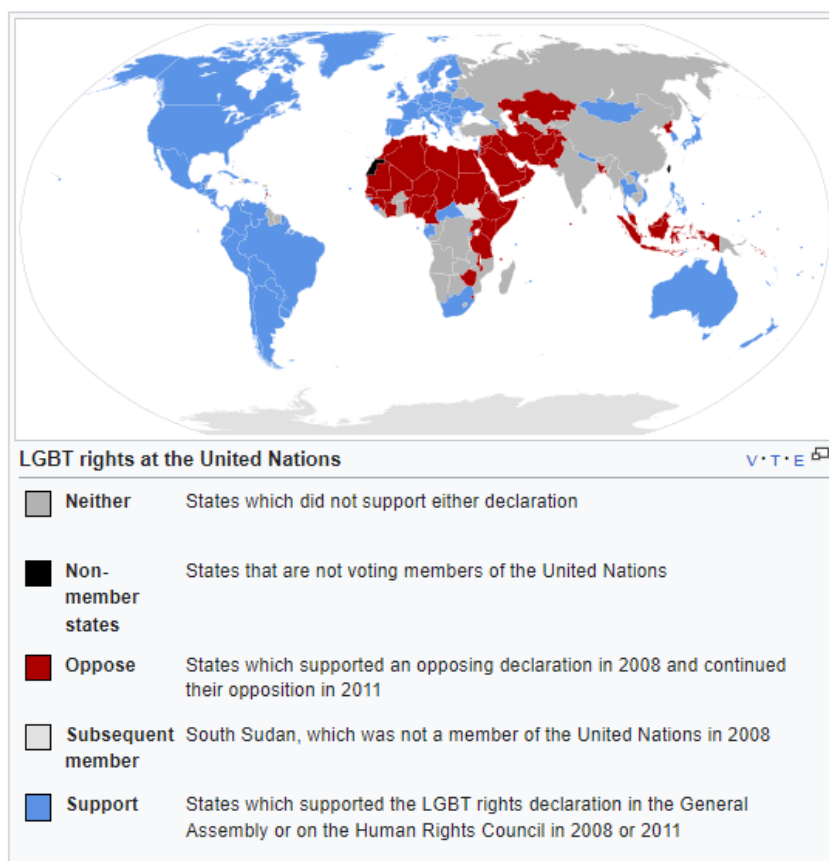 LGBT rights at the United Nations
V·T·E
Neither States which did not support either declaration
Non- States that are not voting members of the United Nations
member
states
Oppose States which supported an opposing declaration in 2008 and continued
their opposition in 2011
Subsequent South Sudan, which was not a member of the United Nations in 2008
member
Support States which supported the LGBT rights declaration in the General
Assembly or on the Human Rights Council in 2008 or 2011